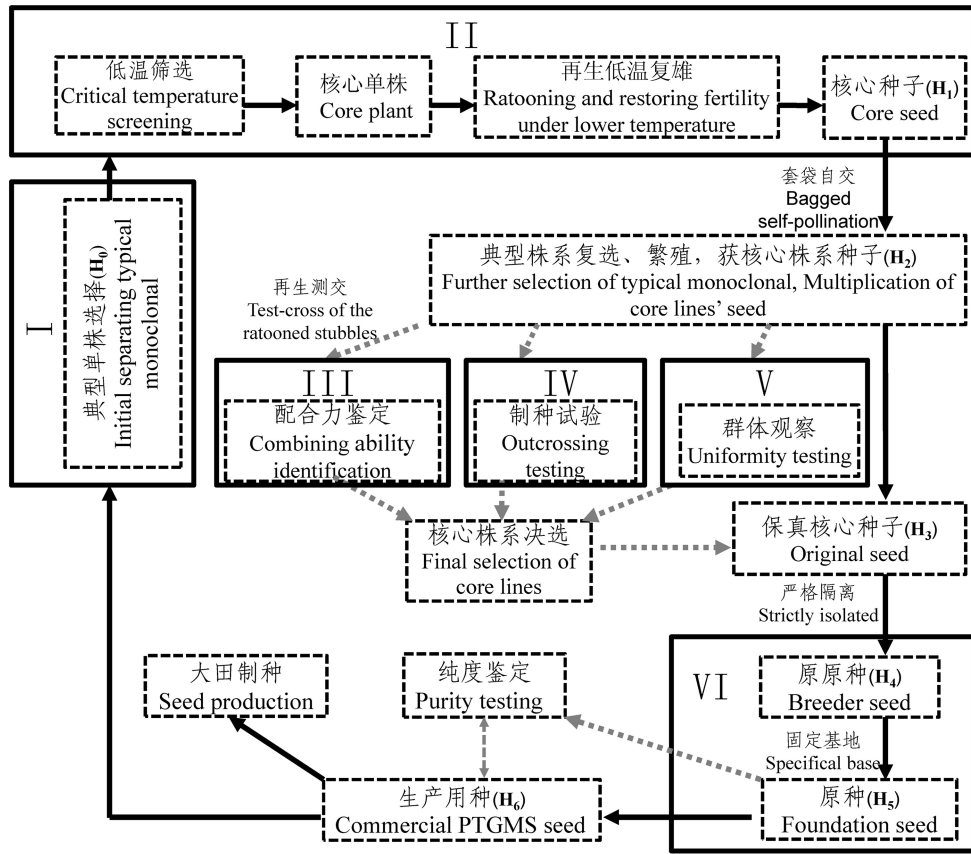 II
低温筛选
Critical temperature
screening
核心单株
Core plant
再生低温复雄
Ratooning and restoring fertility
under lower temperature
核心种子(H1)
Core seed
套袋自交
Bagged
self-pollination
I
典型单株选择(H0)
Initial separating typical
monoclonal
典型株系复选、繁殖，获核心株系种子(H2)
Further selection of typical monoclonal, Multiplication of
core lines’ seed
再生测交
Test-cross of the
ratooned stubbles
III
配合力鉴定
Combining ability
identification
IV
制种试验
Outcrossing
testing
V
群体观察
Uniformity testing
核心株系决选
Final selection of
core lines
保真核心种子(H3)
Original seed
严格隔离
Strictly isolated
大田制种
Seed production
纯度鉴定
Purity testing
VI
原原种(H4)
Breeder seed
固定基地
Specifical base
生产用种(H6)
Commercial PTGMS seed
原种(H5)
Foundation seed